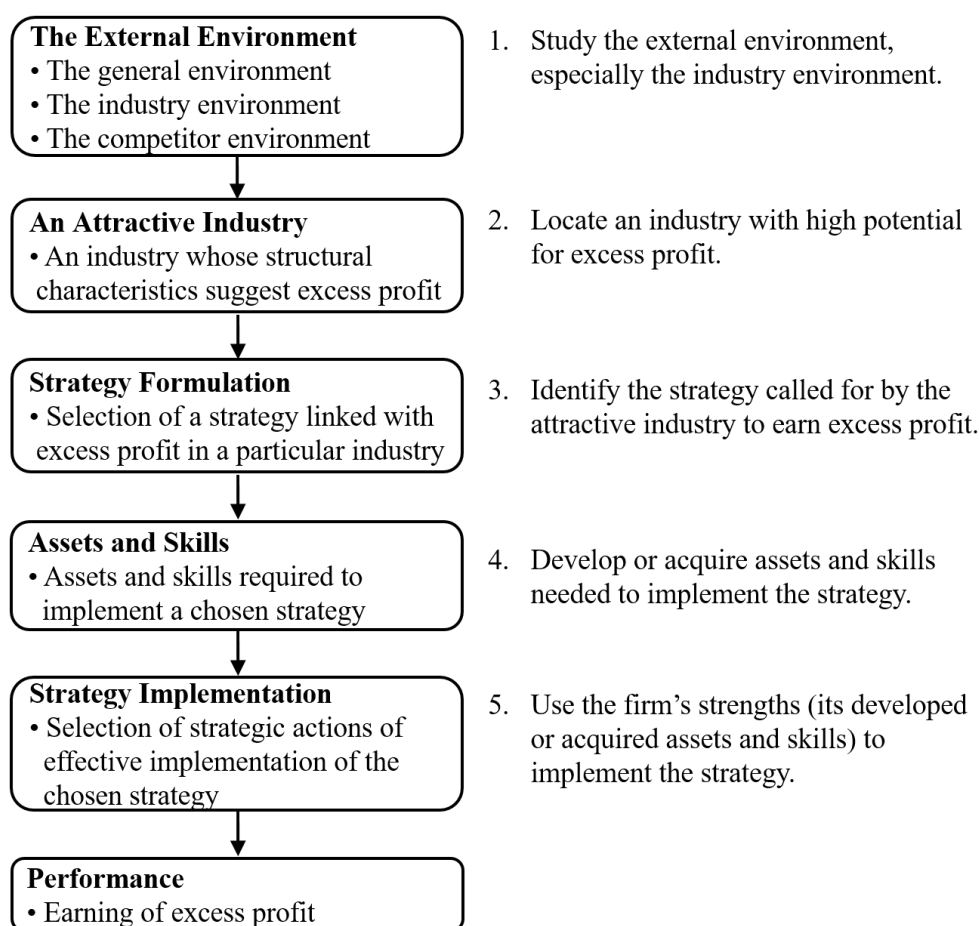 The External Environment
• The general environment
• The industry environment
• The competitor environment
1. Study the external environment,
especially the industry environment.
An Attractive Industry
• An industry whose structural
characteristics suggest excess profit
2. Locate an industry with high potential
for excess profit.
Strategy Formulation
• Selection of a strategy linked with
excess profit in a particular industry
3. Identify the strategy called for by the
attractive industry to earn excess profit.
Assets and Skills
• Assets and skills required to
implement a chosen strategy
4. Develop or acquire assets and skills
needed to implement the strategy.
Strategy Implementation
• Selection of strategic actions of
effective implementation of the
chosen strategy
5. Use the firm’s strengths (its developed
or acquired assets and skills) to
implement the strategy.
Performance
• Earning of excess profit